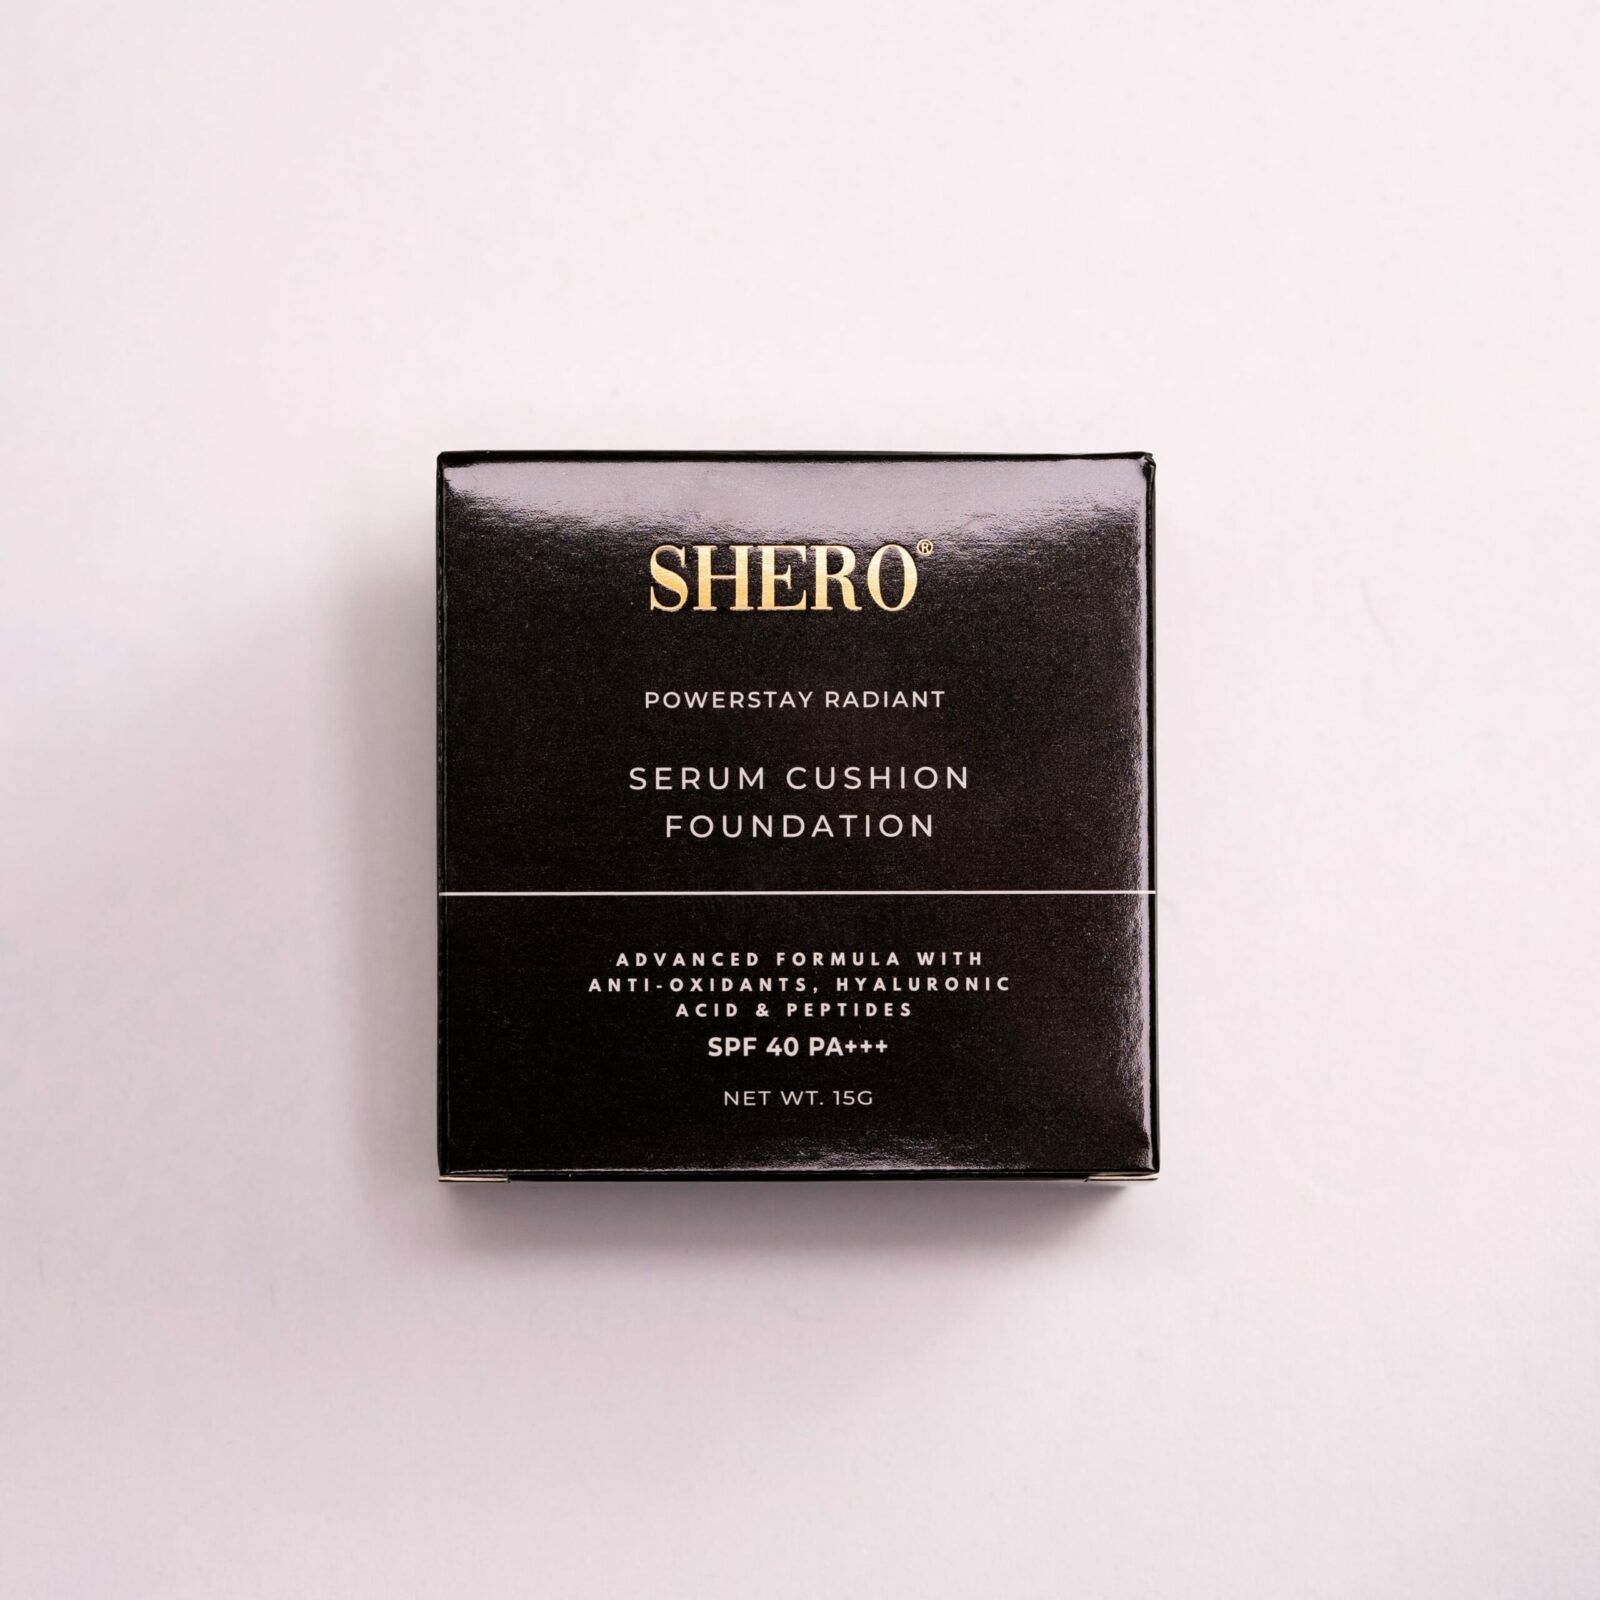 SHERO®
POWERSTAY RADIANT
SERUM CUSHION
FOUNDATION
ADVANCED FORMULA WITH
ANTI-OXIDANTS, HYALURONIC
ACID & PEPTIDES
SPF 40 PA+++
NET WT. 15G